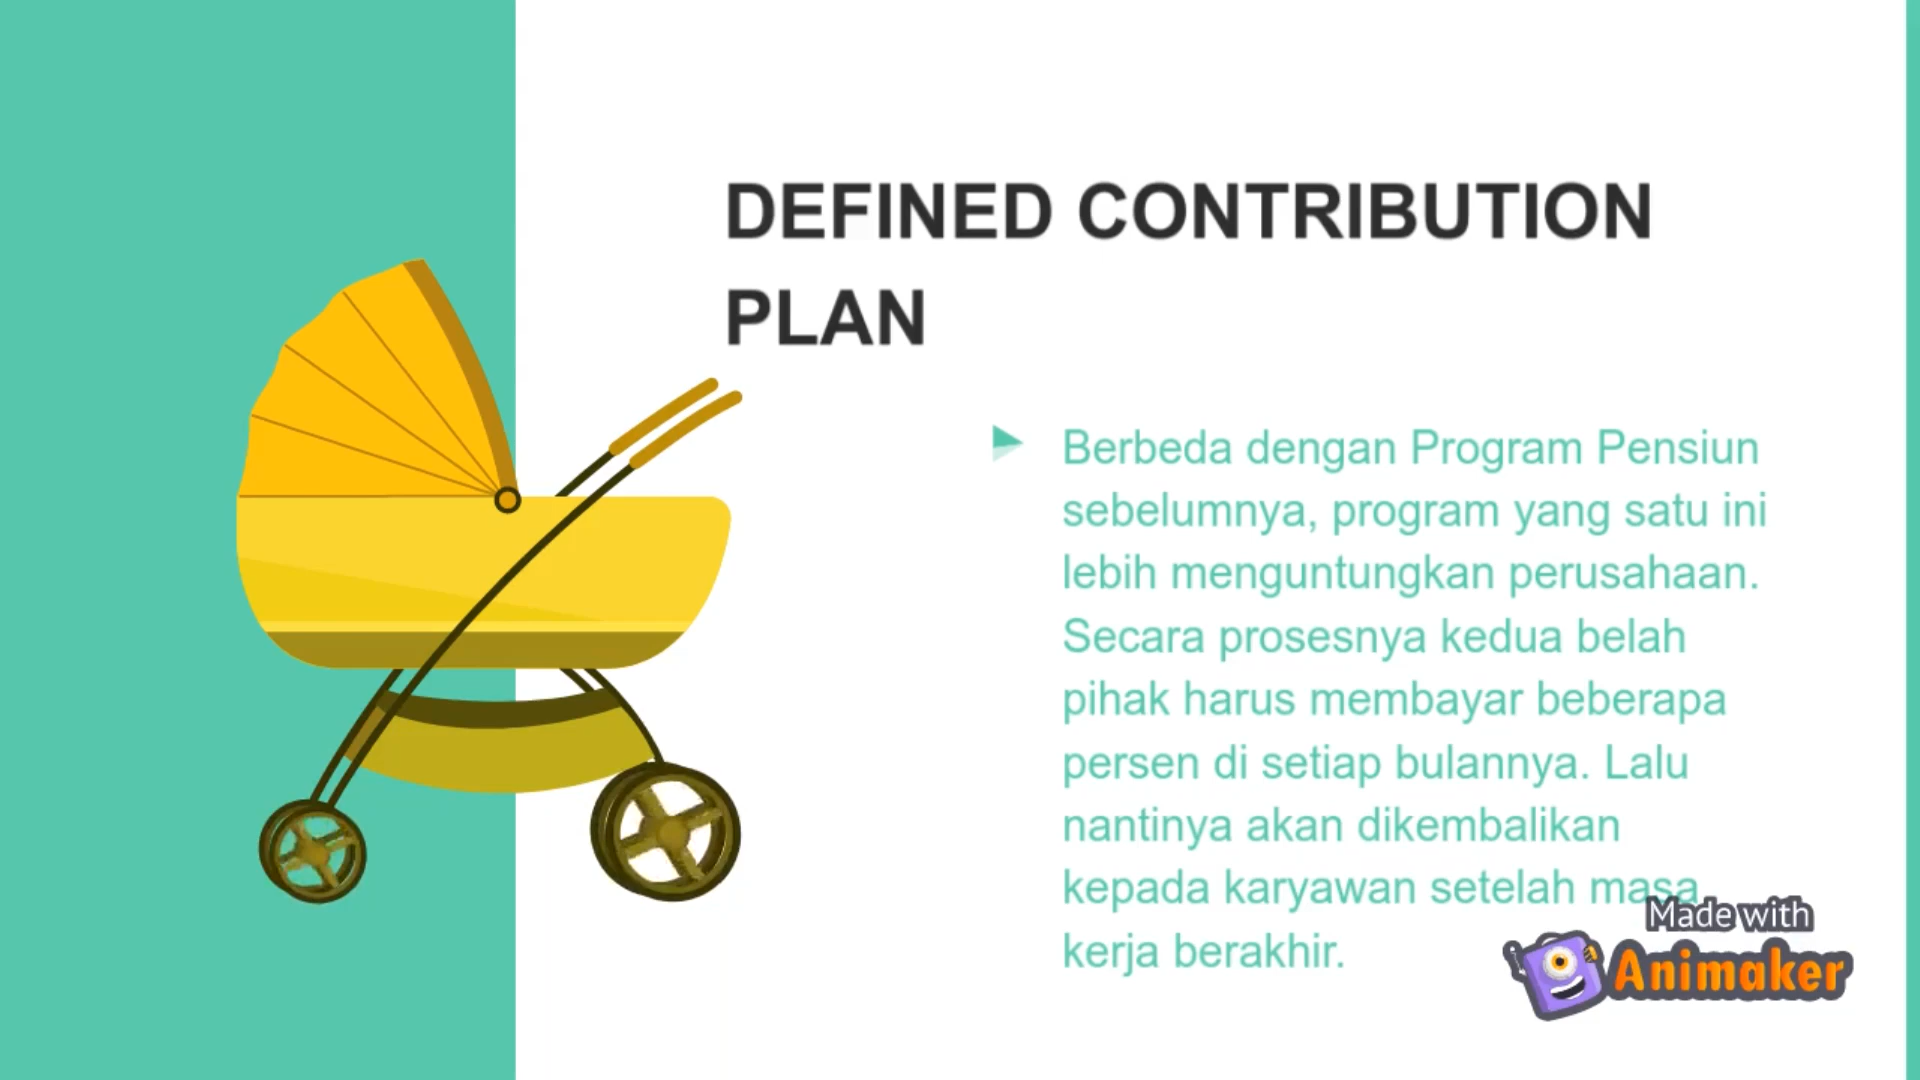 DEFINED CONTRIBUTION
PLAN
Berbeda dengan Program Pensiun
sebelumnya, program yang satu ini
lebih menguntungkan perusahaan.
Secara prosesnya kedua belah
pihak harus membayar beberapa
persen di setiap bulannya. Lalu
nantinya akan dikembalikan
kepada karyawan setelah masa
kerja berakhir.
Made with
Animaker